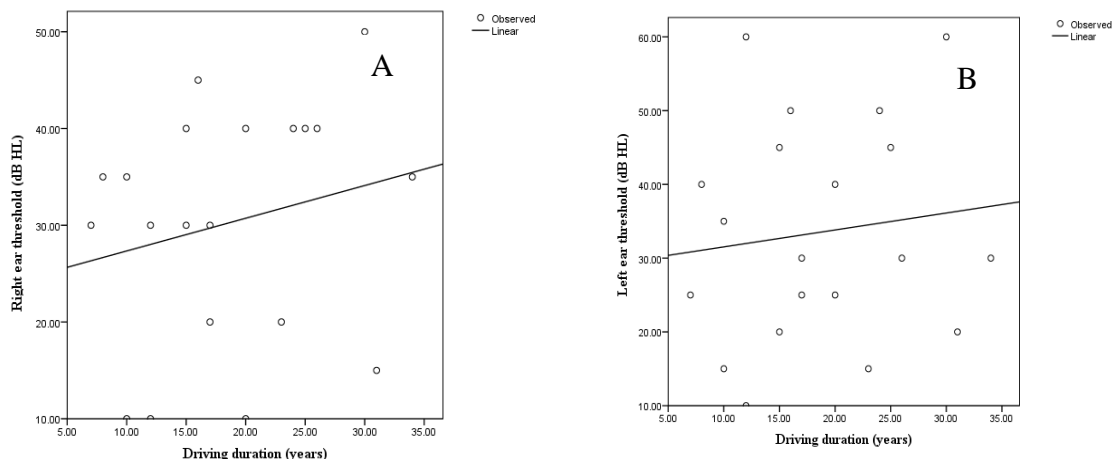 Observed
Linear
A
50.00
40.00
30.00
20.00
10.00
Right ear threshold (dB HL)
5.00 10.00 15.00 20.00 25.00 30.00 35.00
Driving duration (years)
Observed
Linear
B
60.00
50.00
40.00
30.00
20.00
10.00
Left ear threshold (dB HL)
5.00 10.00 15.00 20.00 25.00 30.00 35.00
Driving duration (years)